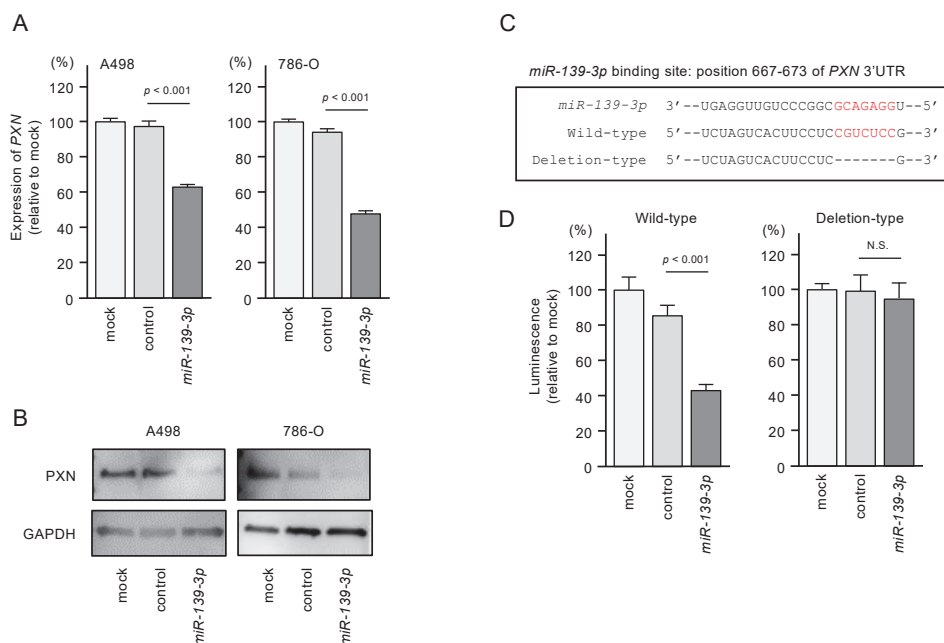 A
A498
786-O
(%)
(%)
p < 0.001
p < 0.001
120
100
80
60
40
20
0
120
100
80
60
40
20
0
Expression of PXN
(relative to mock)
mock
control
miR-139-3p
mock
control
miR-139-3p
B
A498
786-O
PXN
GAPDH
mock
control
miR-139-3p
mock
control
miR-139-3p
C
miR-139-3p binding site: position 667-673 of PXN 3'UTR
miR-139-3p 3'--UGAGGUUGUCCCGGCGCAGAGGU--5'
Wild-type 5'--UCUAGUCACUUCCUCCGUCUCCG--3'
Deletion-type 5'--UCUAGUCACUUCCUC-------G--3'
D
Wild-type
Deletion-type
(%)
(%)
p < 0.001
N.S.
120
100
80
60
40
20
0
120
100
80
60
40
20
0
Luminescence
(relative to mock)
mock
control
miR-139-3p
mock
control
miR-139-3p